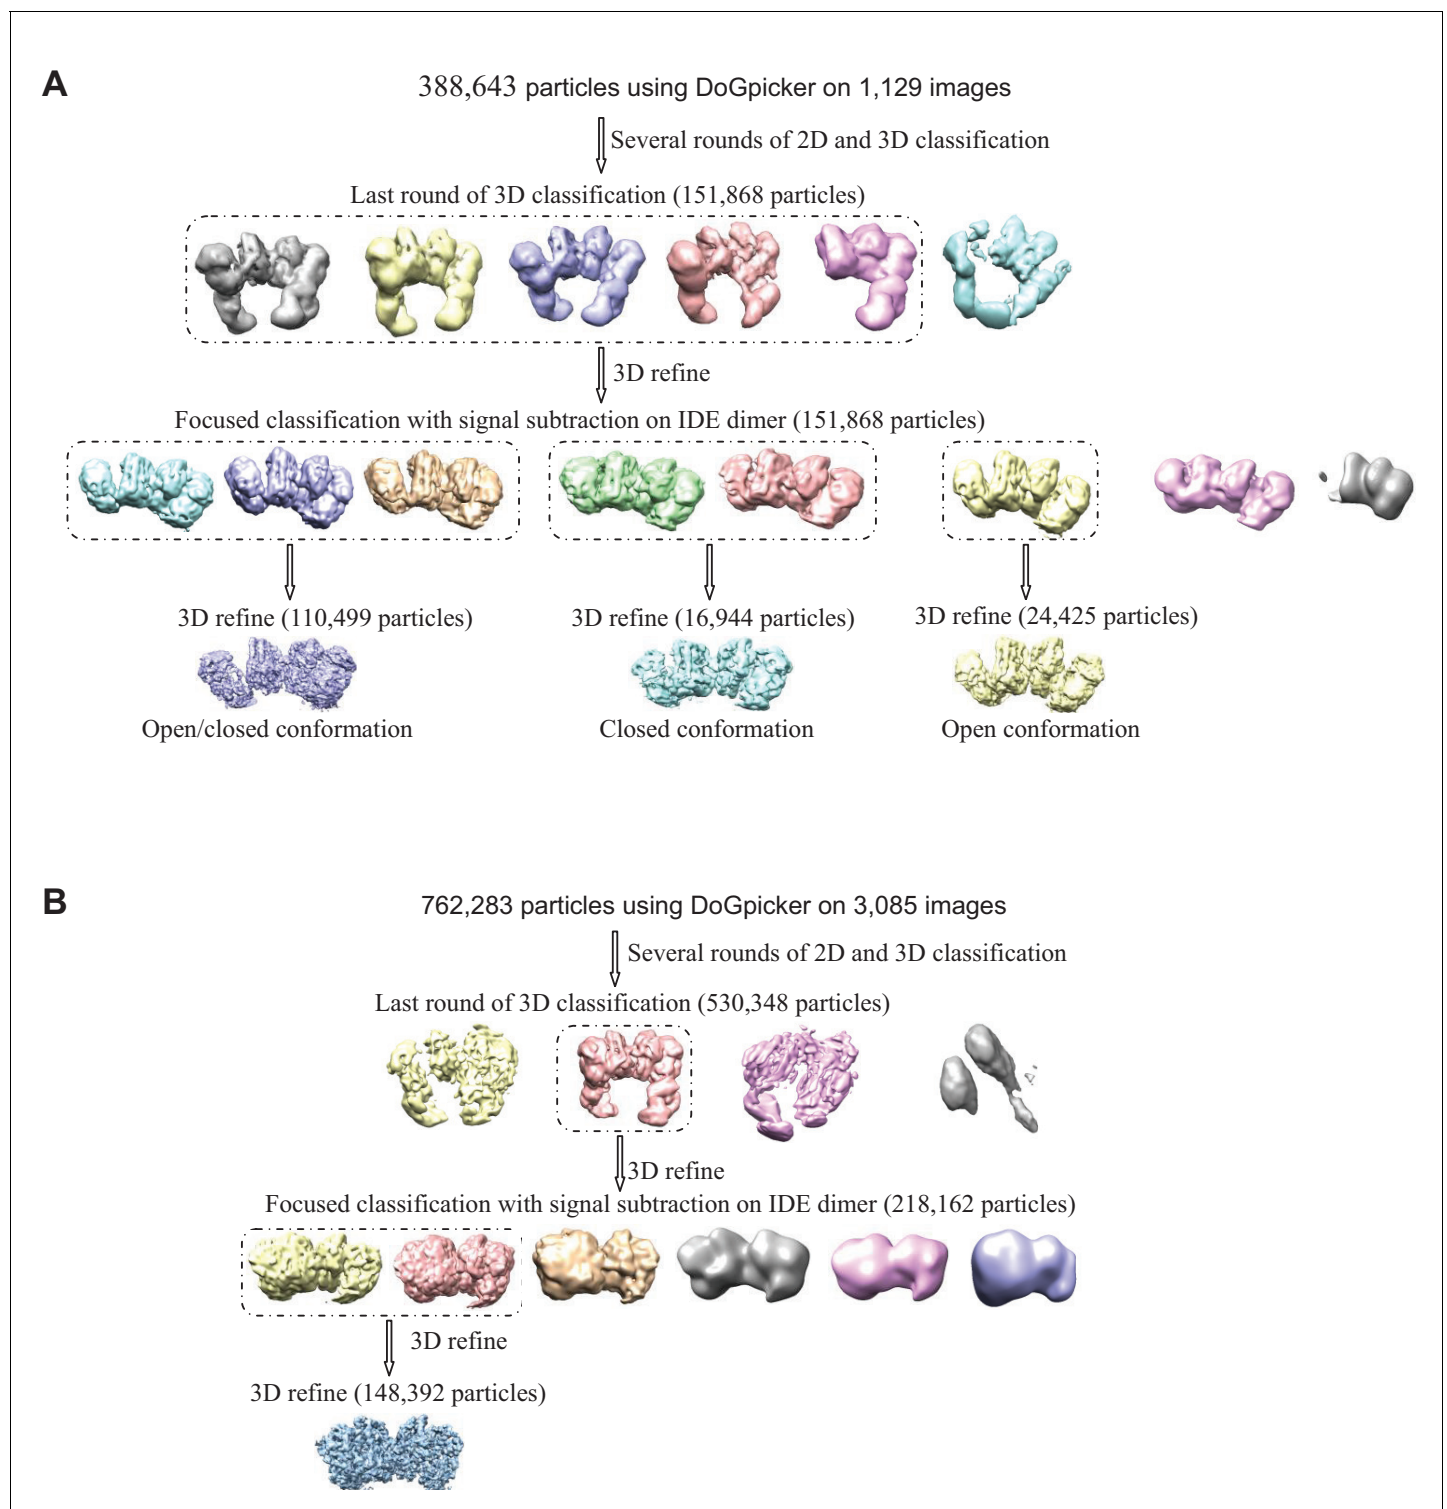 A
388,643 particles using DoGpicker on 1,129 images
Several rounds of 2D and 3D classification
Last round of 3D classification (151,868 particles)
3D refine
Focused classification with signal subtraction on IDE dimer (151,868 particles)
3D refine (110,499 particles)
3D refine (16,944 particles)
3D refine (24,425 particles)
Open/closed conformation
Closed conformation
Open conformation
B
762,283 particles using DoGpicker on 3,085 images
Several rounds of 2D and 3D classification
Last round of 3D classification (530,348 particles)
3D refine
Focused classification with signal subtraction on IDE dimer (218,162 particles)
3D refine
3D refine (148,392 particles)